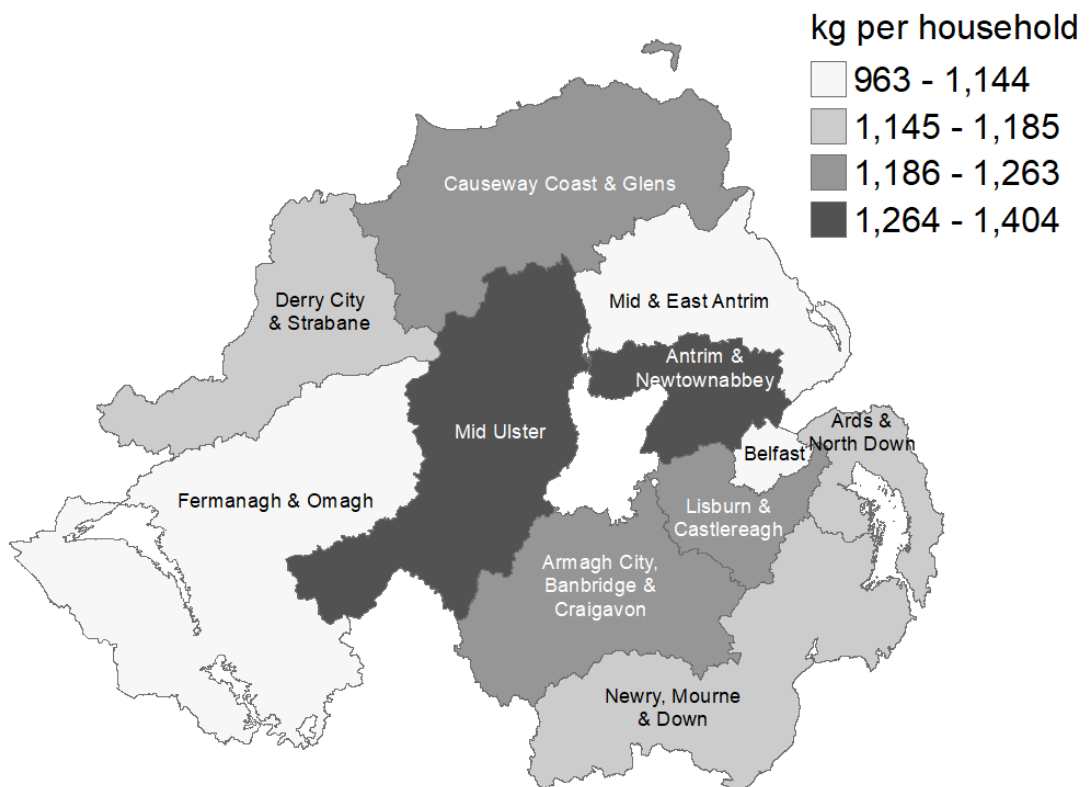 kg per household
963 - 1,144
1,145 - 1,185
1,186 - 1,263
1,264 - 1,404
Causeway Coast & Glens
Derry City
& Strabane
Mid & East Antrim
Antrim &
Newtownabbey
Mid Ulster
Ards &
North Down
Belfast
Fermanagh & Omagh
Lisburn &
Castlereagh
Armagh City,
Banbridge &
Craigavon
Newry, Mourne
& Down